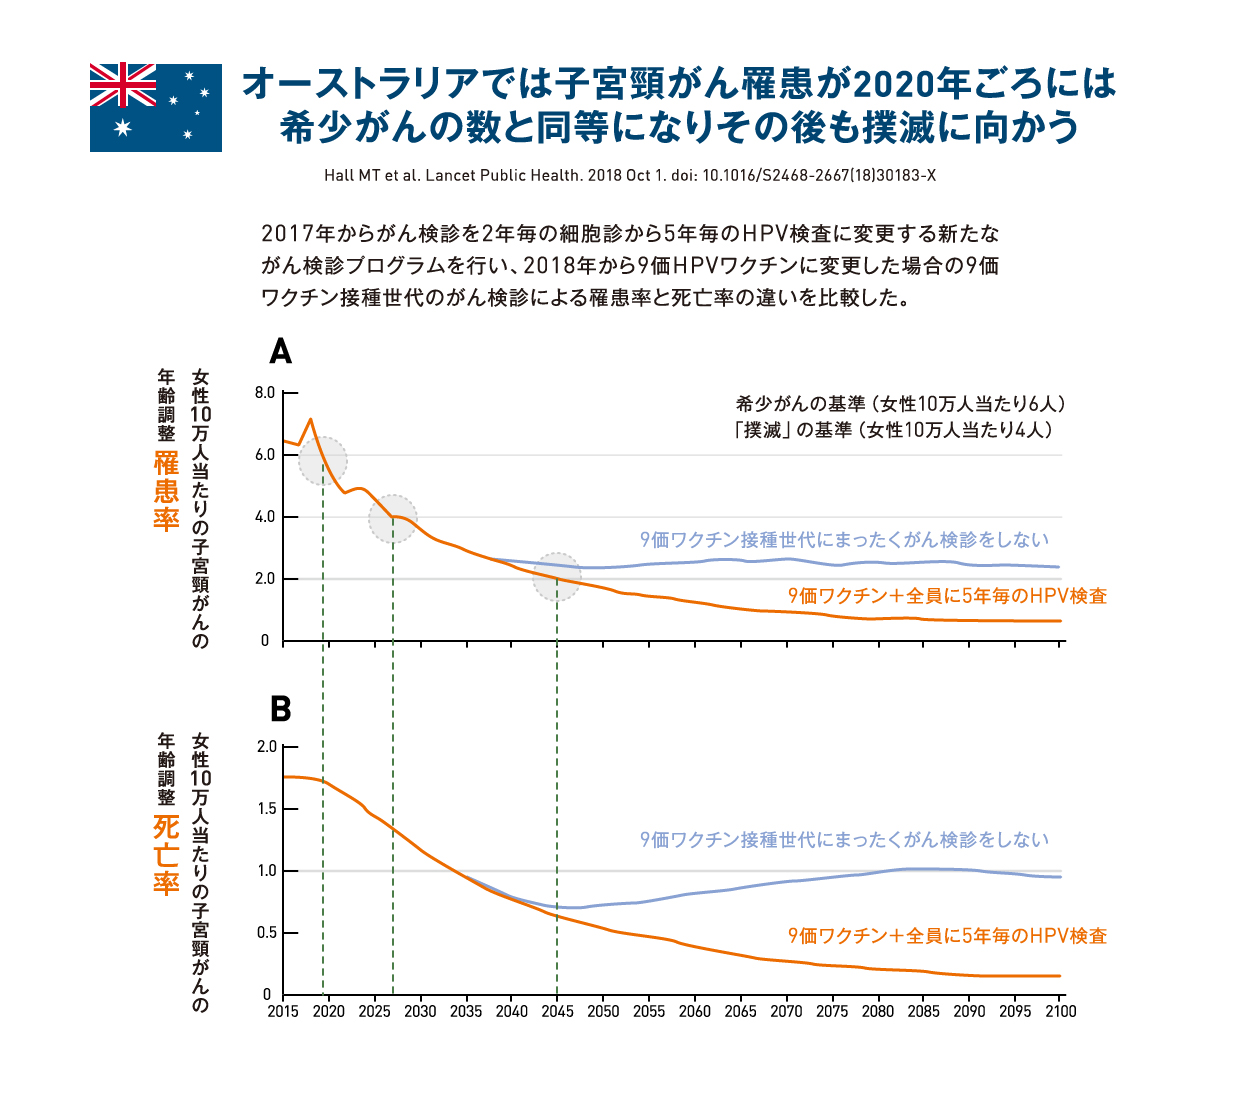 オーストラリアでは子宮頸がん罹患が2020年ごろには
希少がんの数と同等になりその後も撲滅に向かう
Hall MT et al. Lancet Public Health. 2018 Oct 1. doi: 10.1016/S2468-2667(18)30183-X
2017年からがん検診を2年毎の細胞診から5年毎のHPV検査に変更する新たな
がん検診プログラムを行い、2018年から9価HPVワクチンに変更した場合の9価
ワクチン接種世代のがん検診による罹患率と死亡率の違いを比較した。
A
女性10万人当たりの子宮頸がんの
年齢調整 罹患率
8.0
6.0
4.0
2.0
0
希少がんの基準（女性10万人当たり6人）
「撲滅」の基準（女性10万人当たり4人）
9価ワクチン接種世代にまったくがん検診をしない
9価ワクチン＋全員に5年毎のHPV検査
B
女性10万人当たりの子宮頸がんの
年齢調整 死亡率
2.0
1.5
1.0
0.5
0
9価ワクチン接種世代にまったくがん検診をしない
9価ワクチン＋全員に5年毎のHPV検査
2015 2020 2025 2030 2035 2040 2045 2050 2055 2060 2065 2070 2075 2080 2085 2090 2095 2100